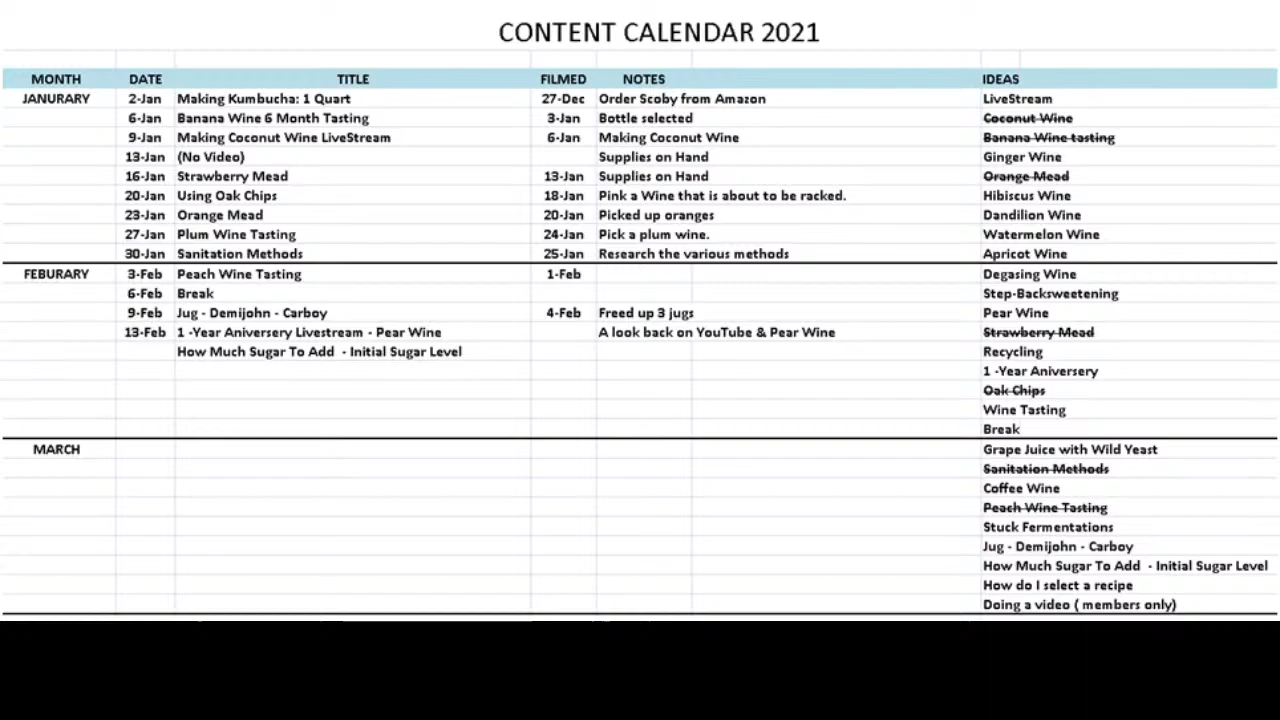 CONTENT CALENDAR 2021
MONTH DATE TITLE FILMED NOTES IDEAS
JANURARY 2-Jan Making Kumbucha: 1 Quart 27-Dec Order Scoby from Amazon LiveStream
6-Jan Banana Wine 6 Month Tasting 3-Jan Bottle selected Coconut Wine
9-Jan Making Coconut Wine LiveStream 6-Jan Making Coconut Wine Banana Wine tasting
13-Jan (No Video) Supplies on Hand Ginger Wine
16-Jan Strawberry Mead 13-Jan Supplies on Hand Orange Mead
20-Jan Using Oak Chips 18-Jan Pink a Wine that is about to be racked. Hibiscus Wine
23-Jan Orange Mead 20-Jan Picked up oranges Dandilion Wine
27-Jan Plum Wine Tasting 24-Jan Pick a plum wine. Watermelon Wine
30-Jan Sanitation Methods 25-Jan Research the various methods Apricot Wine
FEBURARY 3-Feb Peach Wine Tasting 1-Feb Degasing Wine
6-Feb Break Step-Backsweetening
9-Feb Jug - Demijohn - Carboy 4-Feb Freed up 3 jugs Pear Wine
13-Feb 1 -Year Aniversery Livestream - Pear Wine A look back on YouTube & Pear Wine Strawberry Mead
How Much Sugar To Add - Initial Sugar Level Recycling
1 -Year Aniversery
Oak Chips
Wine Tasting
Break
MARCH Grape Juice with Wild Yeast
Sanitation Methods
Coffee Wine
Peach Wine Tasting
Stuck Fermentations
Jug - Demijohn - Carboy
How Much Sugar To Add - Initial Sugar Level
How do I select a recipe
Doing a video ( members only)